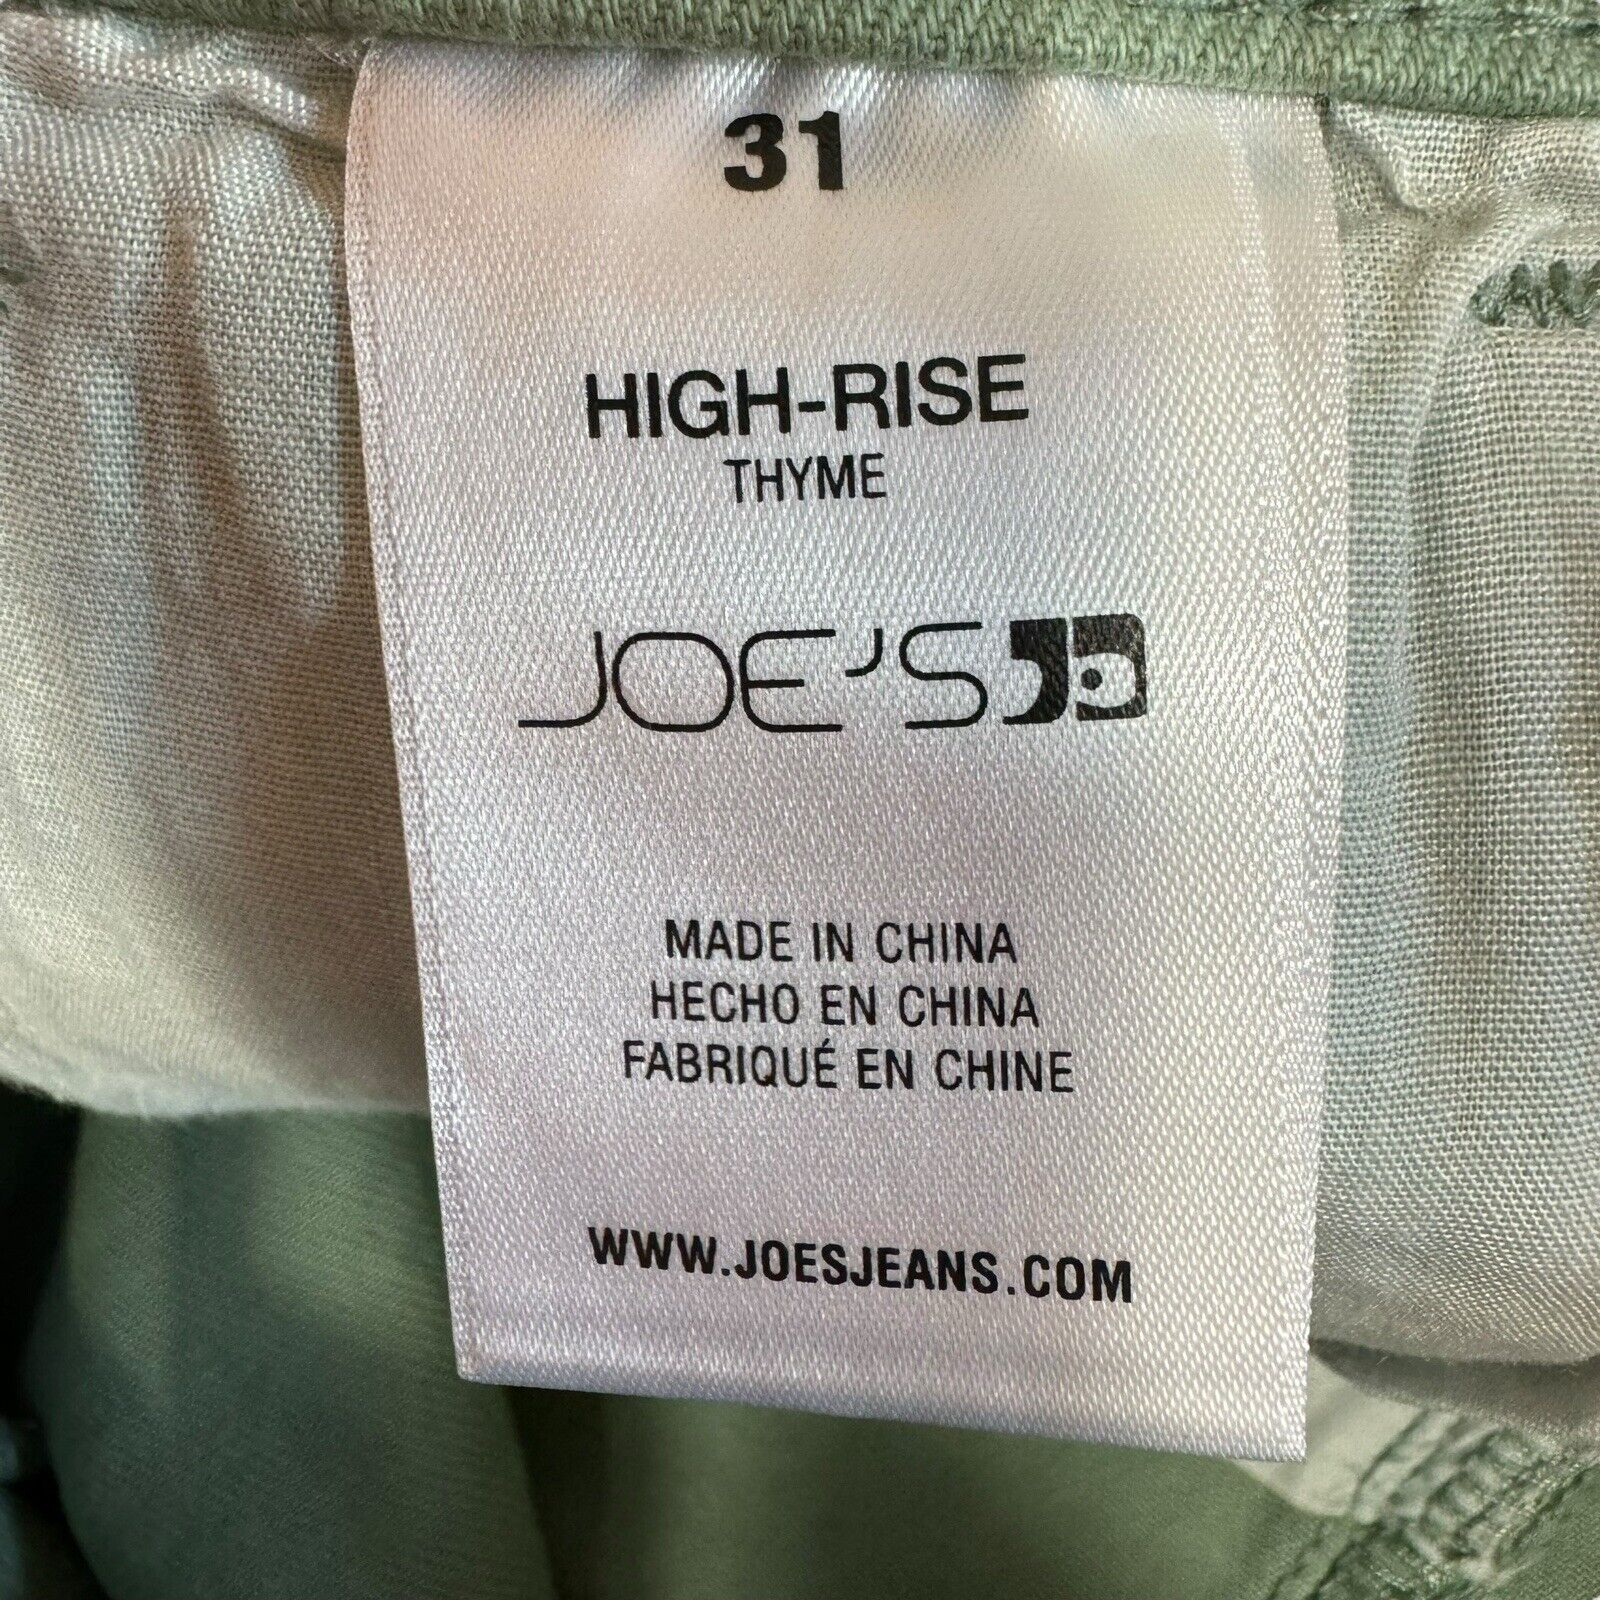 31
HIGH-RISE
THYME
JOE'S
MADE IN CHINA
HECHO EN CHINA
FABRIQUÉ EN CHINE
WWW.JOESJEANS.COM